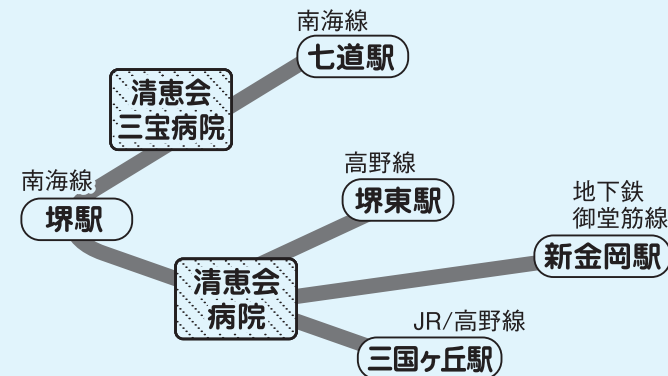 南海線
七道駅
清恵会
三宝病院
南海線
堺駅
高野線
堺東駅
地下鉄
御堂筋線
新金岡駅
清恵会
病院
JR/高野線
三国ヶ丘駅